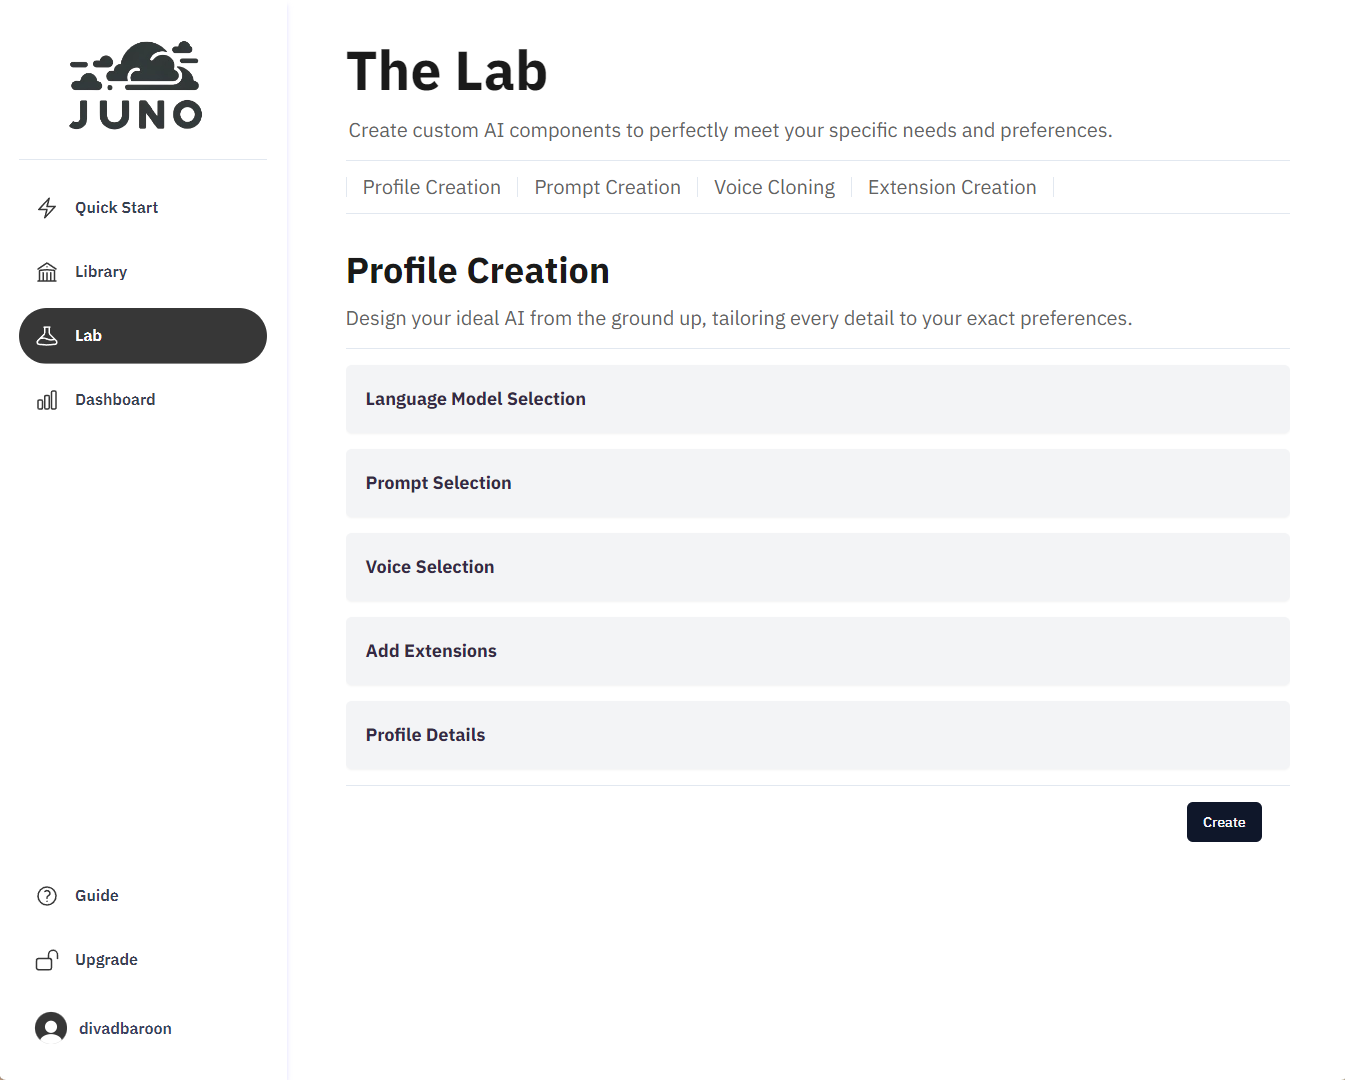 JUNO
Quick Start
Library
Lab
Dashboard
Guide
Upgrade
divadbaroon
The Lab
Create custom AI components to perfectly meet your specific needs and preferences.
Profile Creation
Prompt Creation
Voice Cloning
Extension Creation
Profile Creation
Design your ideal AI from the ground up, tailoring every detail to your exact preferences.
Language Model Selection
Prompt Selection
Voice Selection
Add Extensions
Profile Details
Create